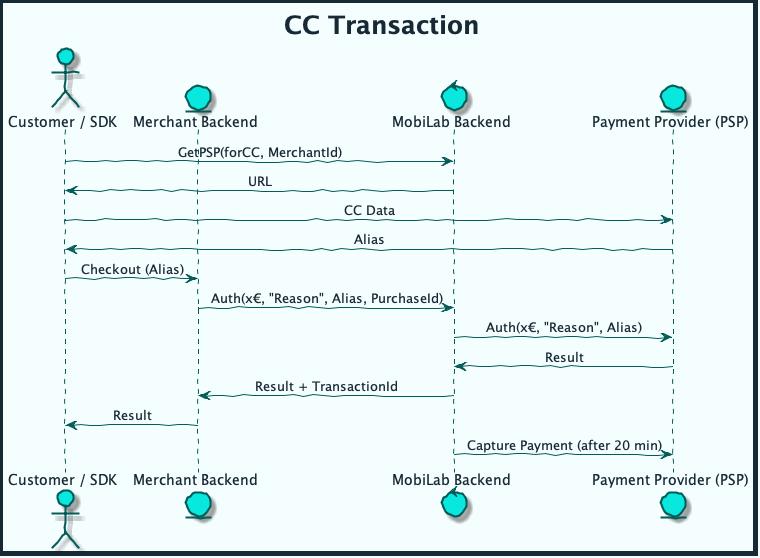 CC Transaction
Customer / SDK
Merchant Backend
MobiLab Backend
Payment Provider (PSP)
GetPSP(forCC, MerchantId)
URL
CC Data
Alias
Checkout (Alias)
Auth(x€, "Reason", Alias, PurchaseId)
Auth(x€, "Reason", Alias)
Result
Result + TransactionId
Result
Capture Payment (after 20 min)
Customer / SDK
Merchant Backend
MobiLab Backend
Payment Provider (PSP)